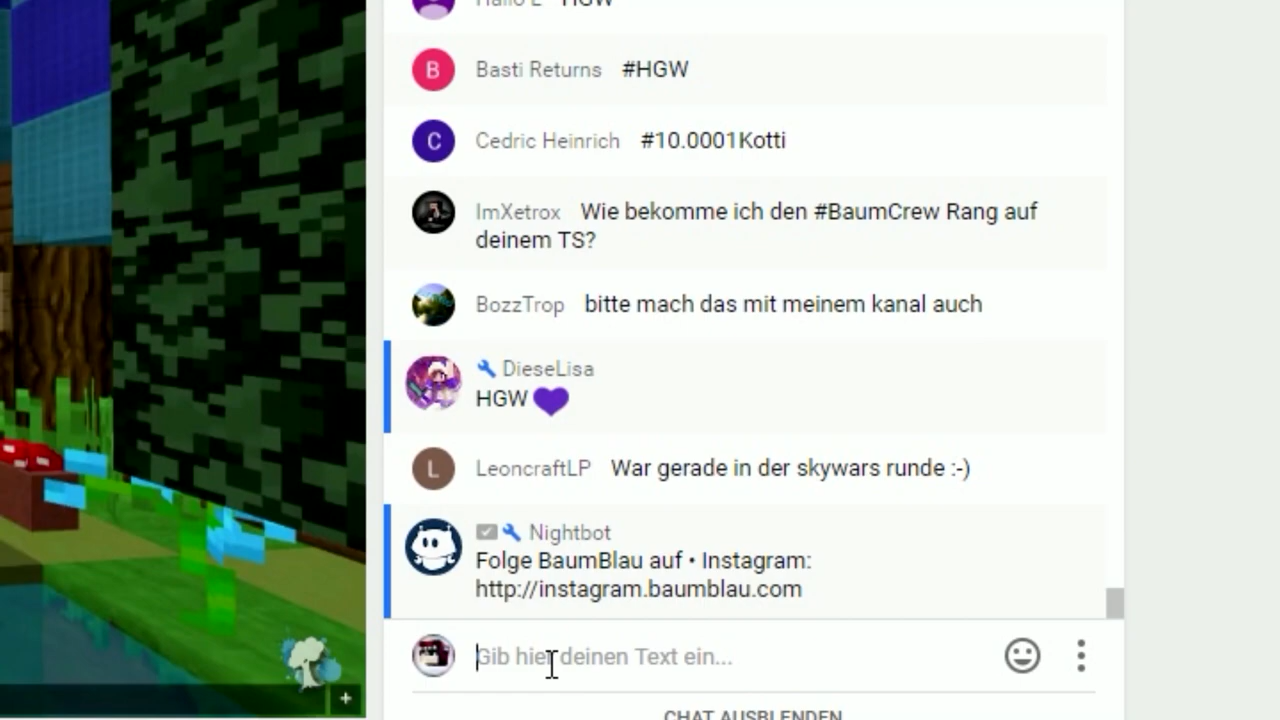 Hallo L HGW
B Basti Returns #HGW
C Cedric Heinrich #10.0001Kotti
ImXetrox Wie bekomme ich den #BaumCrew Rang auf
deinem TS?
BozzTrop bitte mach das mit meinem kanal auch
DieseLisa
HGW
L LeoncraftLP War gerade in der skywars runde :-)
Nightbot
Folge BaumBlau auf • Instagram:
http://instagram.baumblau.com
Gib hier deinen Text ein...
CHAT AUSBLENDEN